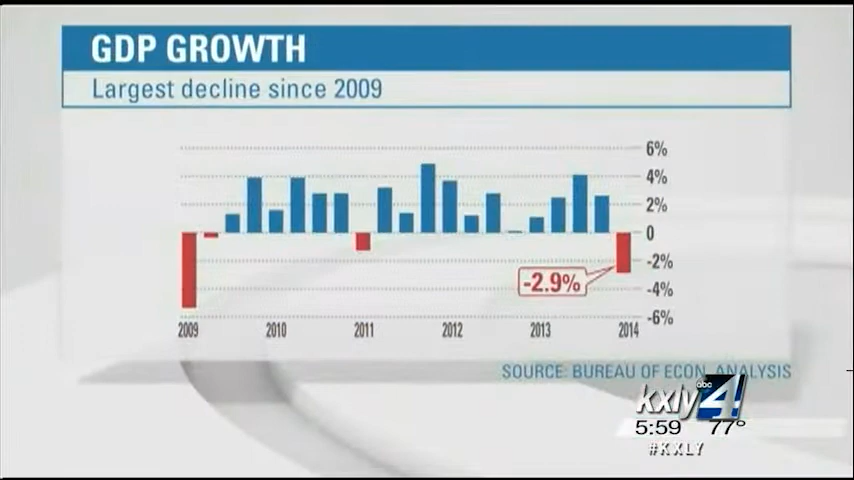 GDP GROWTH
Largest decline since 2009
6%
4%
2%
0
-2%
-4%
-6%
-2.9%
2009 2010 2011 2012 2013 2014
SOURCE: BUREAU OF ECON. ANALYSIS
kxly abc 4
5:59 77°
#KXLY